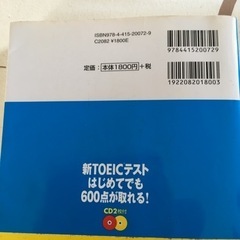 ISBN978-4-415-20072-9
C2082 ¥1800E
定価：本体1800円+税
9784415200729
1922082018003
新TOEICテスト
はじめてでも
600点が取れる!
CD2枚付